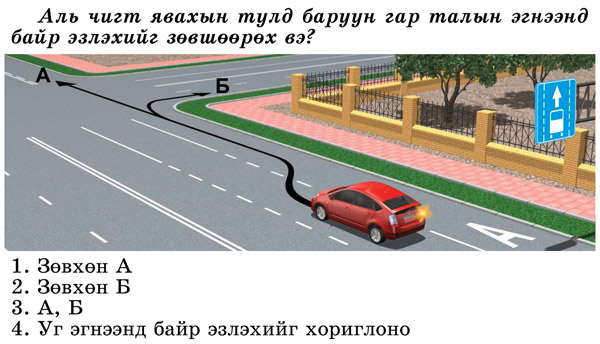 Аль чигт явахын тулд баруун гар талын эгнээнд
байр эзлэхийг зөвшөөрөх вэ?
А
Б
А
1. Зөвхөн А
2. Зөвхөн Б
3. А, Б
4. Уг эгнээнд байр эзлэхийг хориглоно